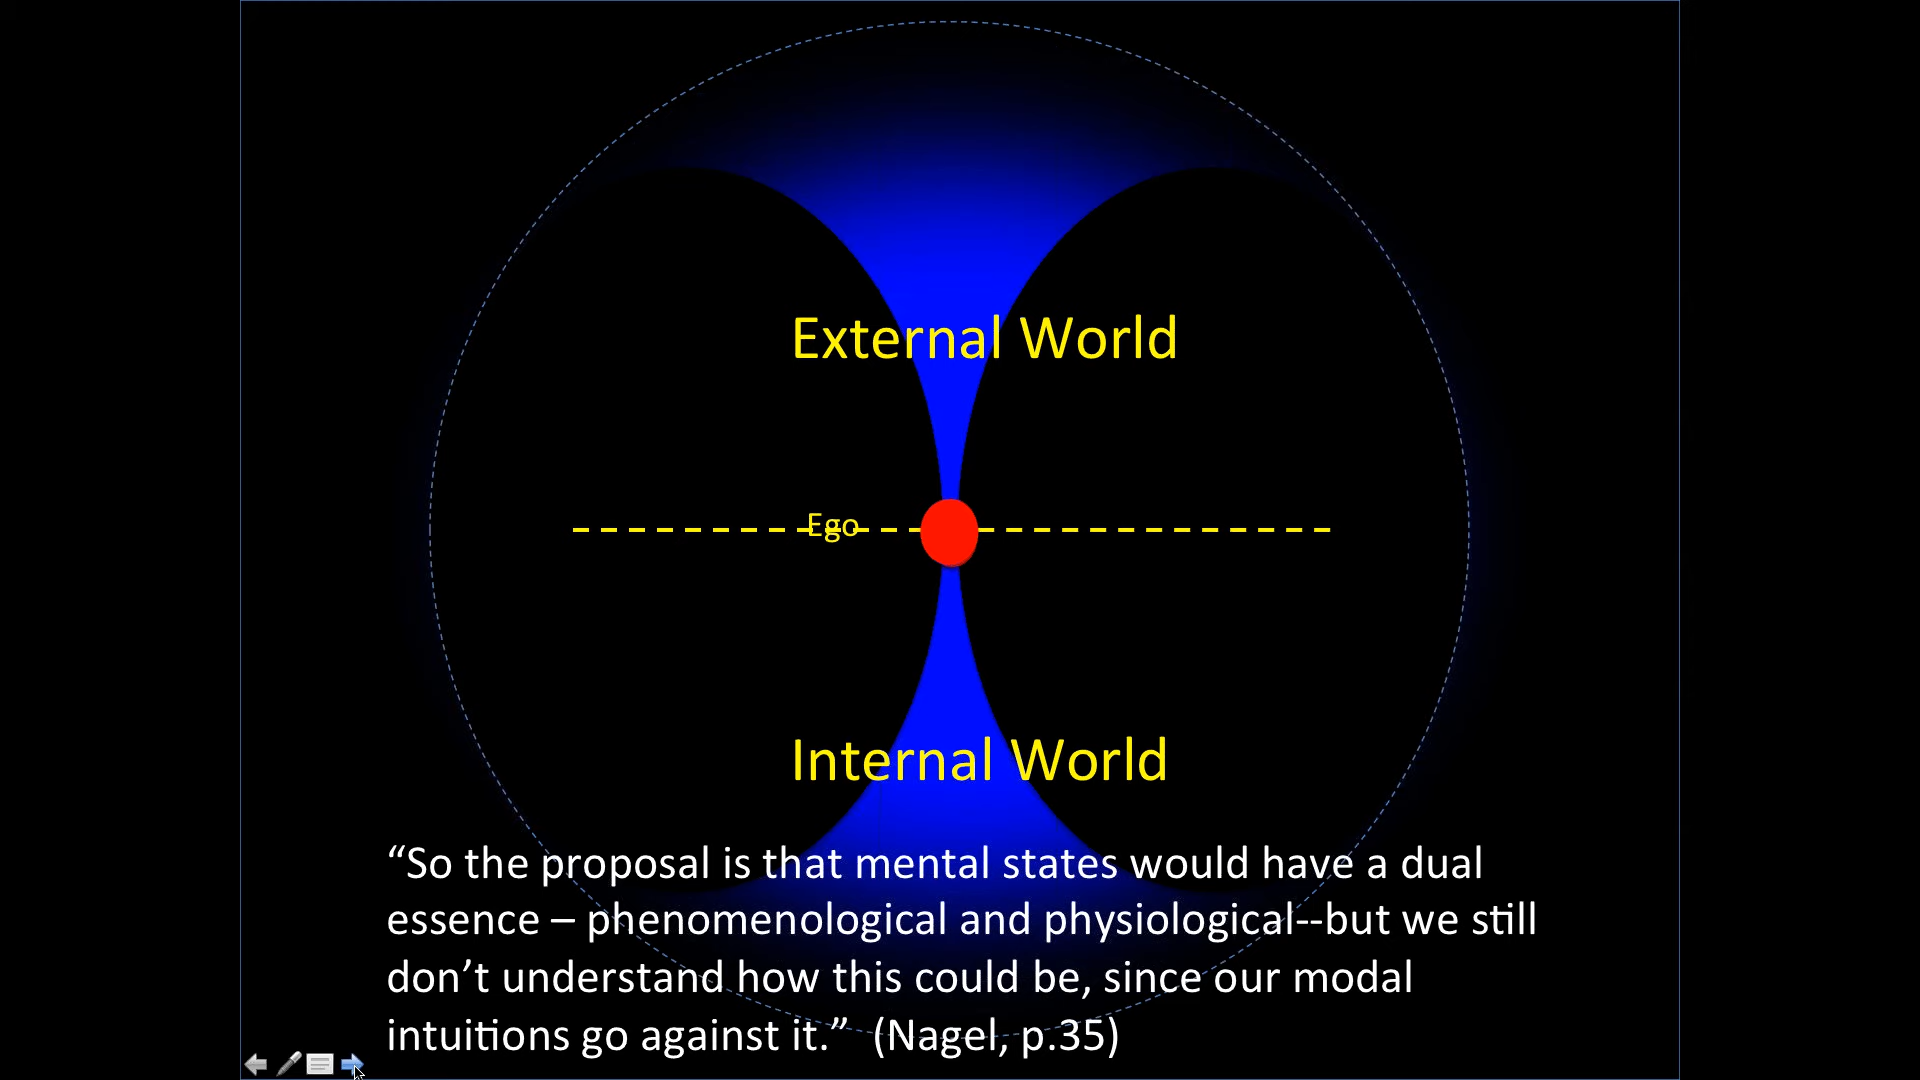 External World
Ego
Internal World
“So the proposal is that mental states would have a dual
essence – phenomenological and physiological--but we still
don’t understand how this could be, since our modal
intuitions go against it.”  (Nagel, p.35)